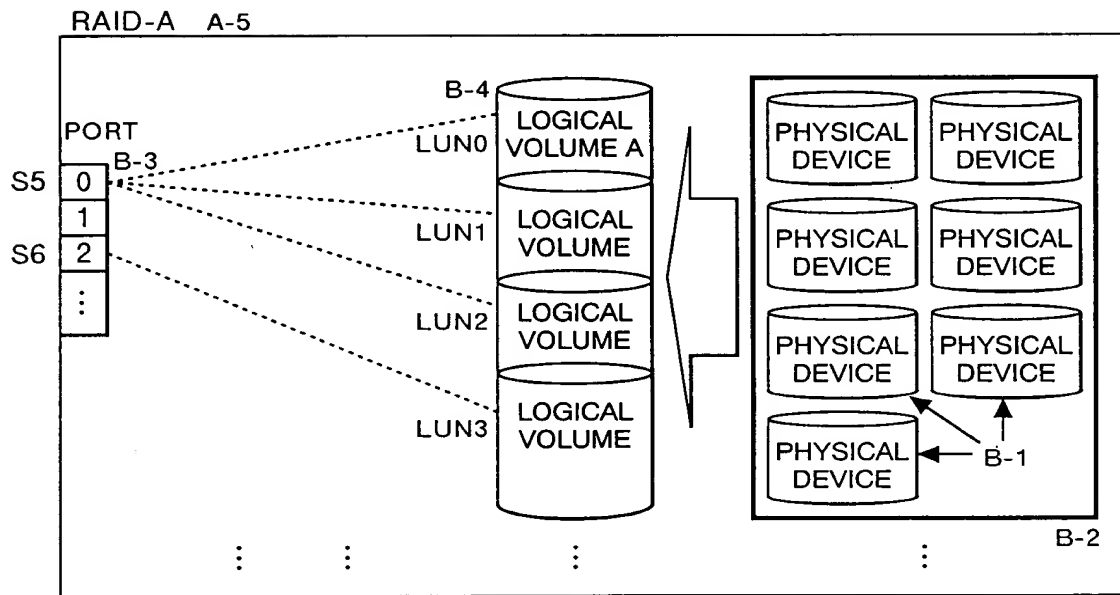 RAID-A A-5
PORT
B-3
S5 0
1
S6 2
⋮
B-4
LUN0
LOGICAL
VOLUME A
LUN1
LOGICAL
VOLUME
LUN2
LOGICAL
VOLUME
LUN3
LOGICAL
VOLUME
PHYSICAL
DEVICE
PHYSICAL
DEVICE
PHYSICAL
DEVICE
PHYSICAL
DEVICE
PHYSICAL
DEVICE
PHYSICAL
DEVICE
PHYSICAL
DEVICE
B-1
B-2
⋮ ⋮ ⋮ ⋮